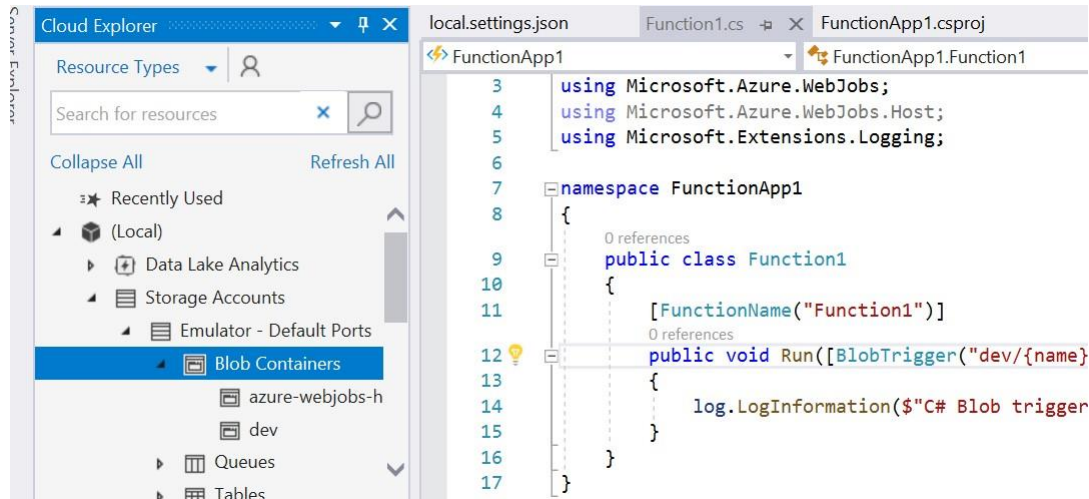 Server Explorer
Cloud Explorer
Resource Types
Search for resources
Collapse All
Refresh All
Recently Used
(Local)
Data Lake Analytics
Storage Accounts
Emulator - Default Ports
Blob Containers
azure-webjobs-h
dev
Queues
Tables
local.settings.json
Function1.cs
FunctionApp1.csproj
FunctionApp1
FunctionApp1.Function1
3 using Microsoft.Azure.WebJobs;
4 using Microsoft.Azure.WebJobs.Host;
5 using Microsoft.Extensions.Logging;
6
7 namespace FunctionApp1
8 {
0 references
9 public class Function1
10 {
11 [FunctionName("Function1")]
0 references
12 public void Run([BlobTrigger("dev/{name}
13 {
14 log.LogInformation($"C# Blob trigger
15 }
16 }
17 }